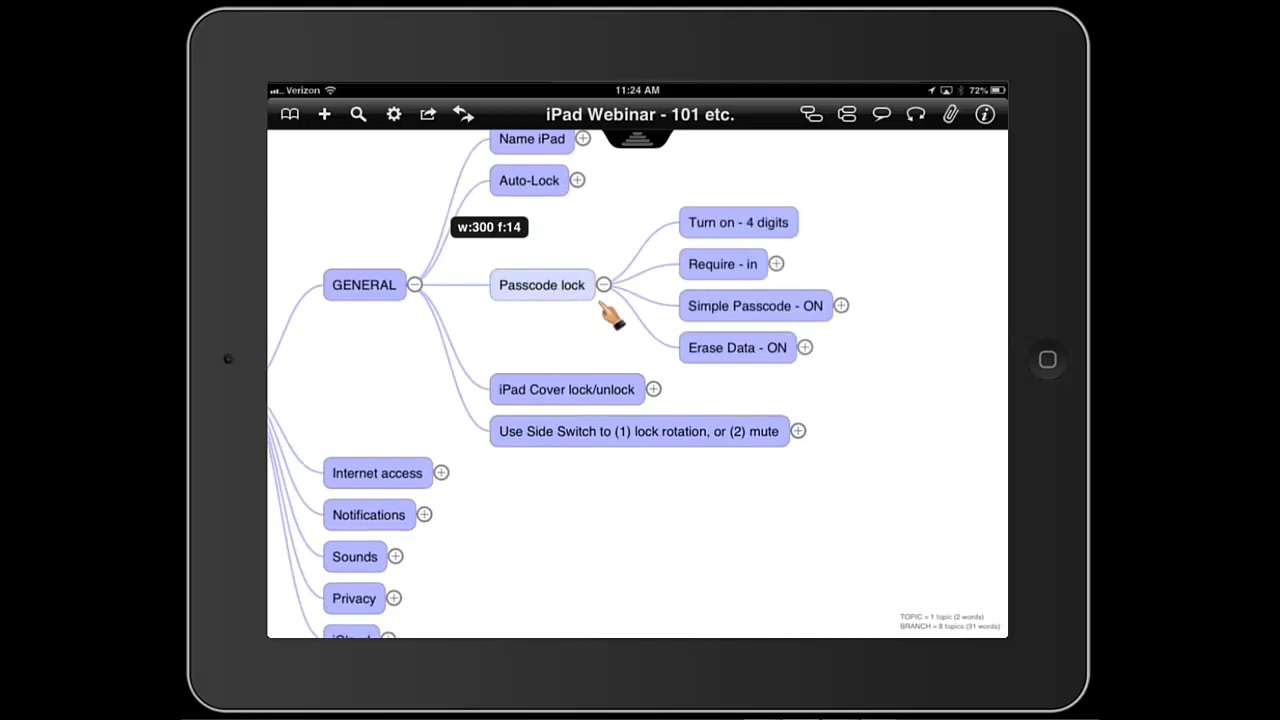 Verizon
11:24 AM
72%
iPad Webinar - 101 etc.
Name iPad
Auto-Lock
w:300 f:14
Turn on - 4 digits
Require - in
GENERAL
Passcode lock
Simple Passcode - ON
Erase Data - ON
iPad Cover lock/unlock
Use Side Switch to (1) lock rotation, or (2) mute
Internet access
Notifications
Sounds
Privacy
iCloud
TOPIC = 1 topic (2 words)
BRANCH = 8 topics (31 words)